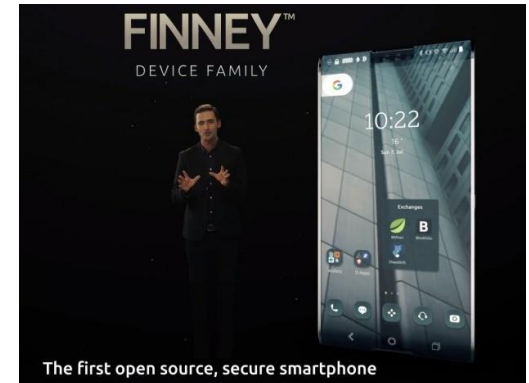 FINNEY™
DEVICE FAMILY
10:22
Exchanges
B
The first open source, secure smartphone